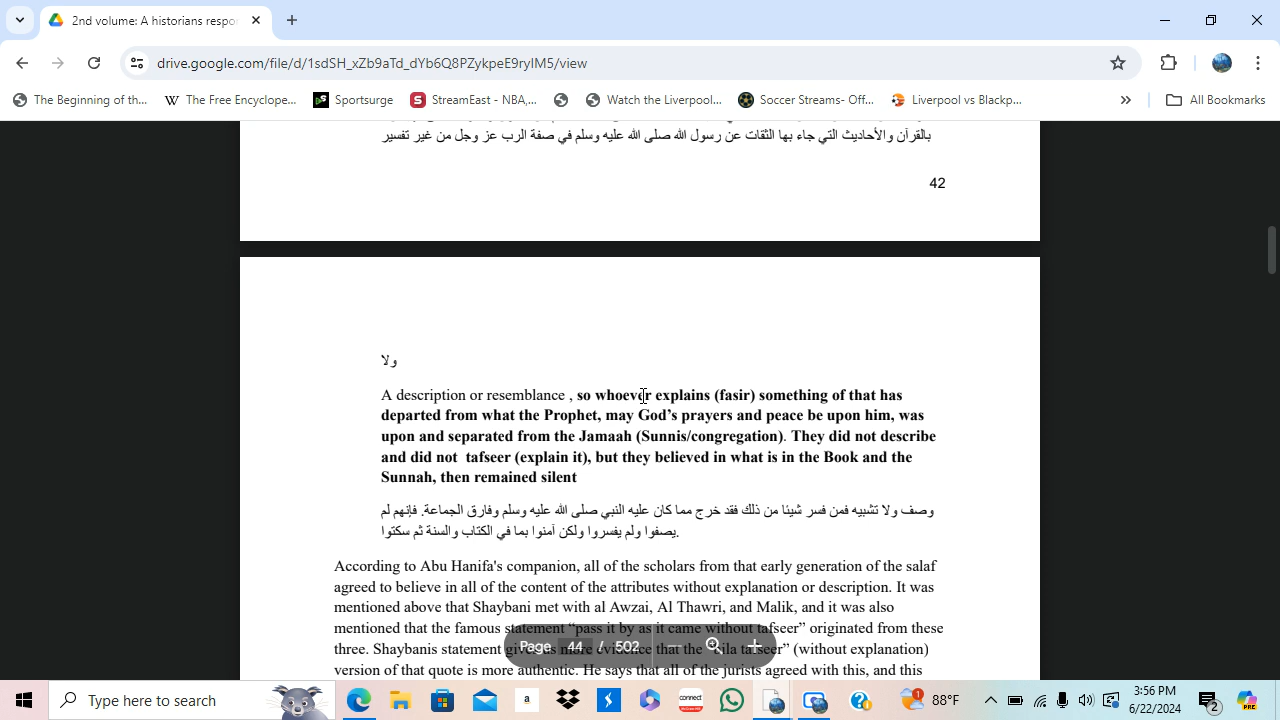 2nd volume: A historians respo
drive.google.com/file/d/1sdSH_xZb9aTd_dYb6Q8PZykpeE9rylM5/view
The Beginning of th...
The Free Encyclope...
Sportsurge
StreamEast - NBA,...
Watch the Liverpool...
Soccer Streams- Off...
Liverpool vs Blackp...
»
All Bookmarks
بالقرآن والأحاديث التي جاء بها الثقات عن رسول الله صلى الله عليه وسلم في صفة الرب عز وجل من غير تفسير
42
ولا
A description or resemblance , so whoever explains (fasir) something of that has
departed from what the Prophet, may God’s prayers and peace be upon him, was
upon and separated from the Jamaah (Sunnis/congregation). They did not describe
and did not tafseer (explain it), but they believed in what is in the Book and the
Sunnah, then remained silent
وصف ولا تشبيه فمن فسر شيئا من ذلك فقد خرج مما كان عليه النبي صلى الله عليه وسلم وفارق الجماعة. فإنهم لم
يصفوا ولم يفسروا ولكن آمنوا بما في الكتاب والسنة ثم سكتوا.
According to Abu Hanifa's companion, all of the scholars from that early generation of the salaf
agreed to believe in all of the content of the attributes without explanation or description. It was
mentioned above that Shaybani met with al Awzai, Al Thawri, and Malik, and it was also
mentioned that the famous statement “pass it by as it came without tafseer” originated from these
three. Shaybanis statement gives us more evidence that the “bila tafseer” (without explanation)
version of that quote is more authentic. He says that all of the jurists agreed with this, and this
Page 44 / 502
Type here to search
a
connect
88°F
3:56 PM
6/22/2024
2
PRE